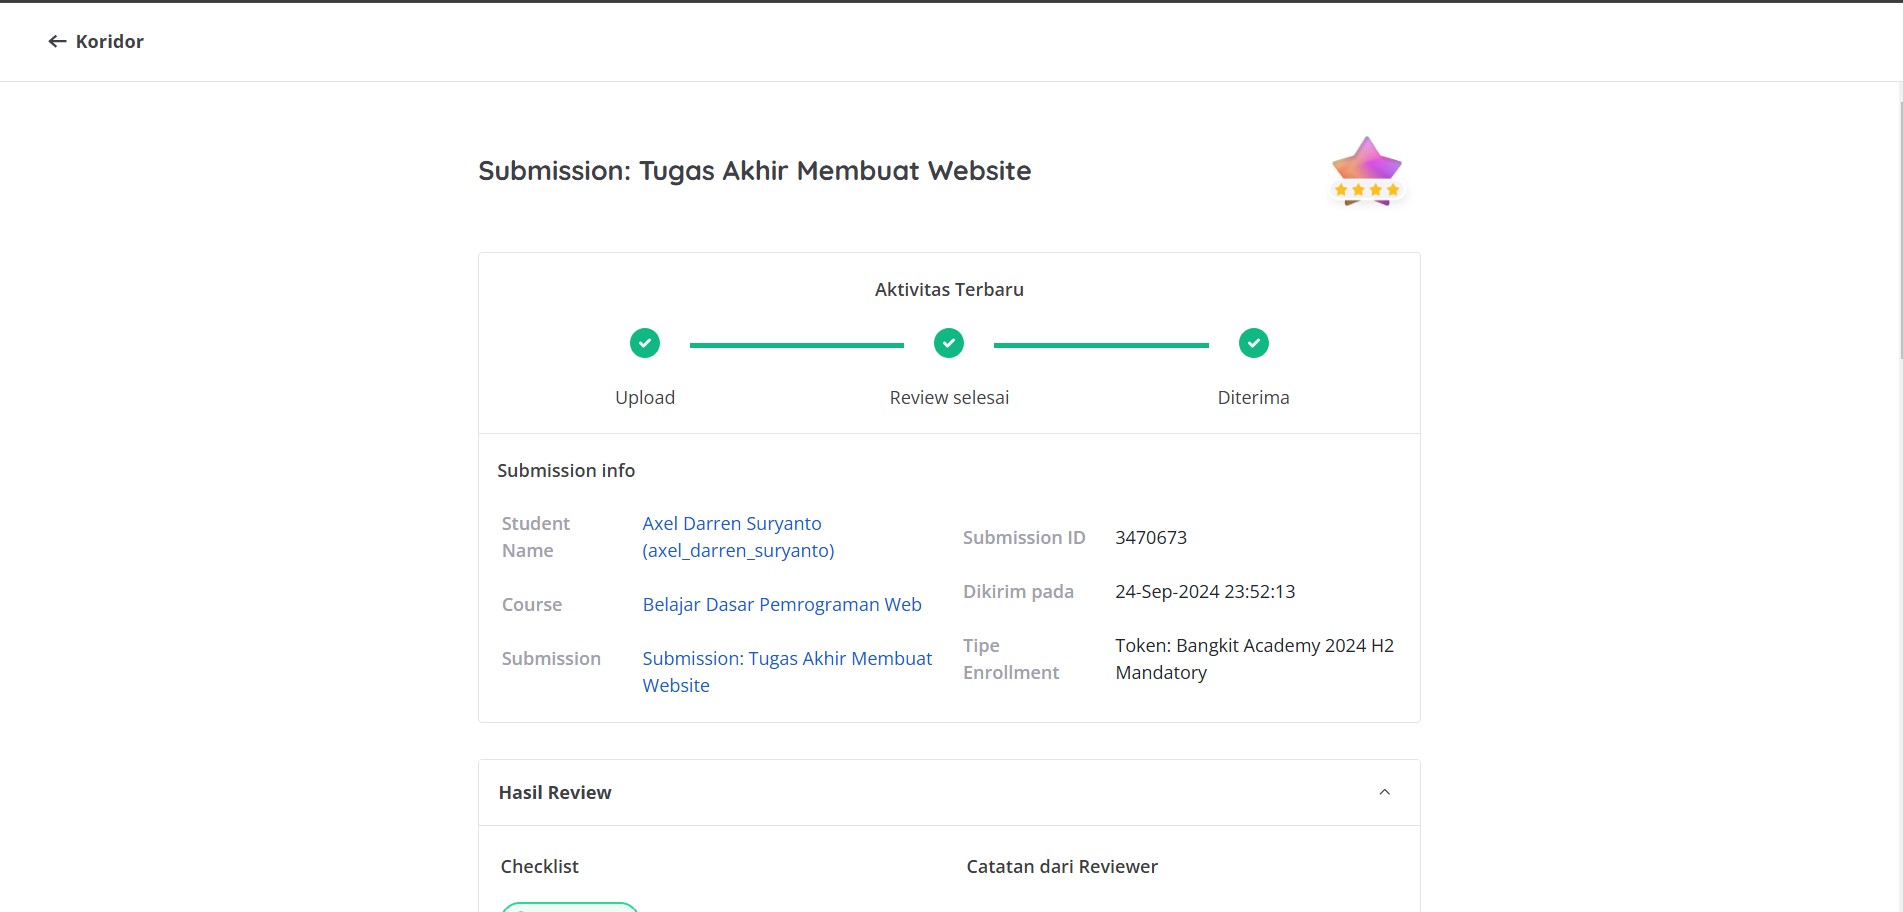 Koridor
Submission: Tugas Akhir Membuat Website
Aktivitas Terbaru
Upload
Review selesai
Diterima
Submission info
Student
Name
Axel Darren Suryanto
(axel_darren_suryanto)
Course
Belajar Dasar Pemrograman Web
Submission
Submission: Tugas Akhir Membuat
Website
Submission ID
3470673
Dikirim pada
24-Sep-2024 23:52:13
Tipe
Enrollment
Token: Bangkit Academy 2024 H2
Mandatory
Hasil Review
Checklist
Catatan dari Reviewer